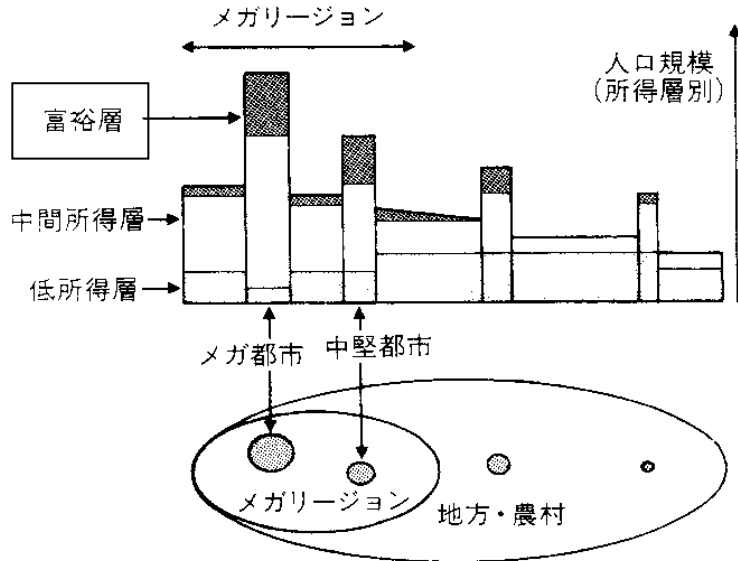 メガリージョン
人口規模
(所得層別)
富裕層
中間所得層
低所得層
メガ都市
中堅都市
メガリージョン
地方・農村